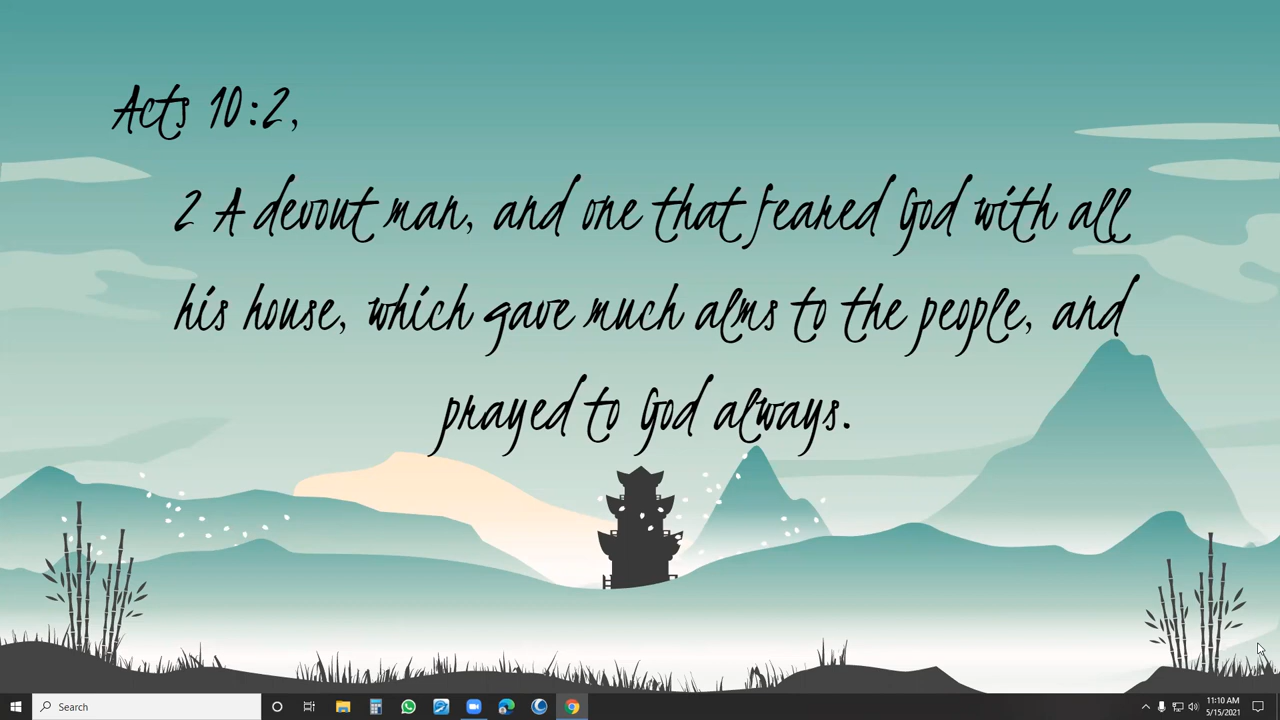 Acts 10:2,
2 A devout man, and one that feared God with all
his house, which gave much alms to the people, and
prayed to God always.
Search
11:10 AM
5/15/2021